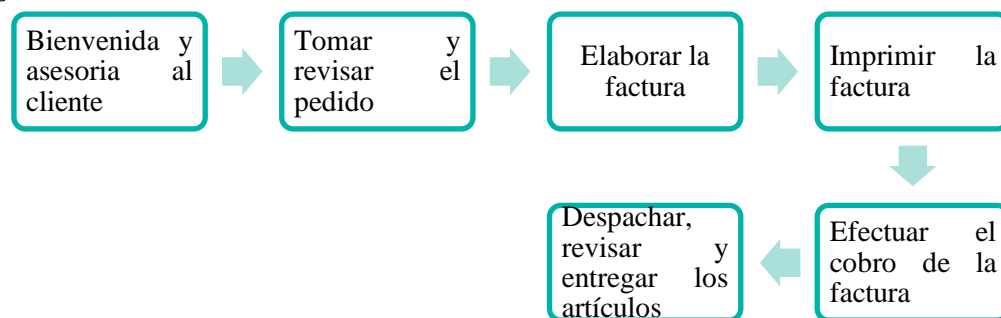 Bienvenida y
asesoria al
cliente
Tomar y
revisar el
pedido
Elaborar la
factura
Imprimir la
factura
Efectuar el
cobro de la
factura
Despachar,
revisar y
entregar los
artículos